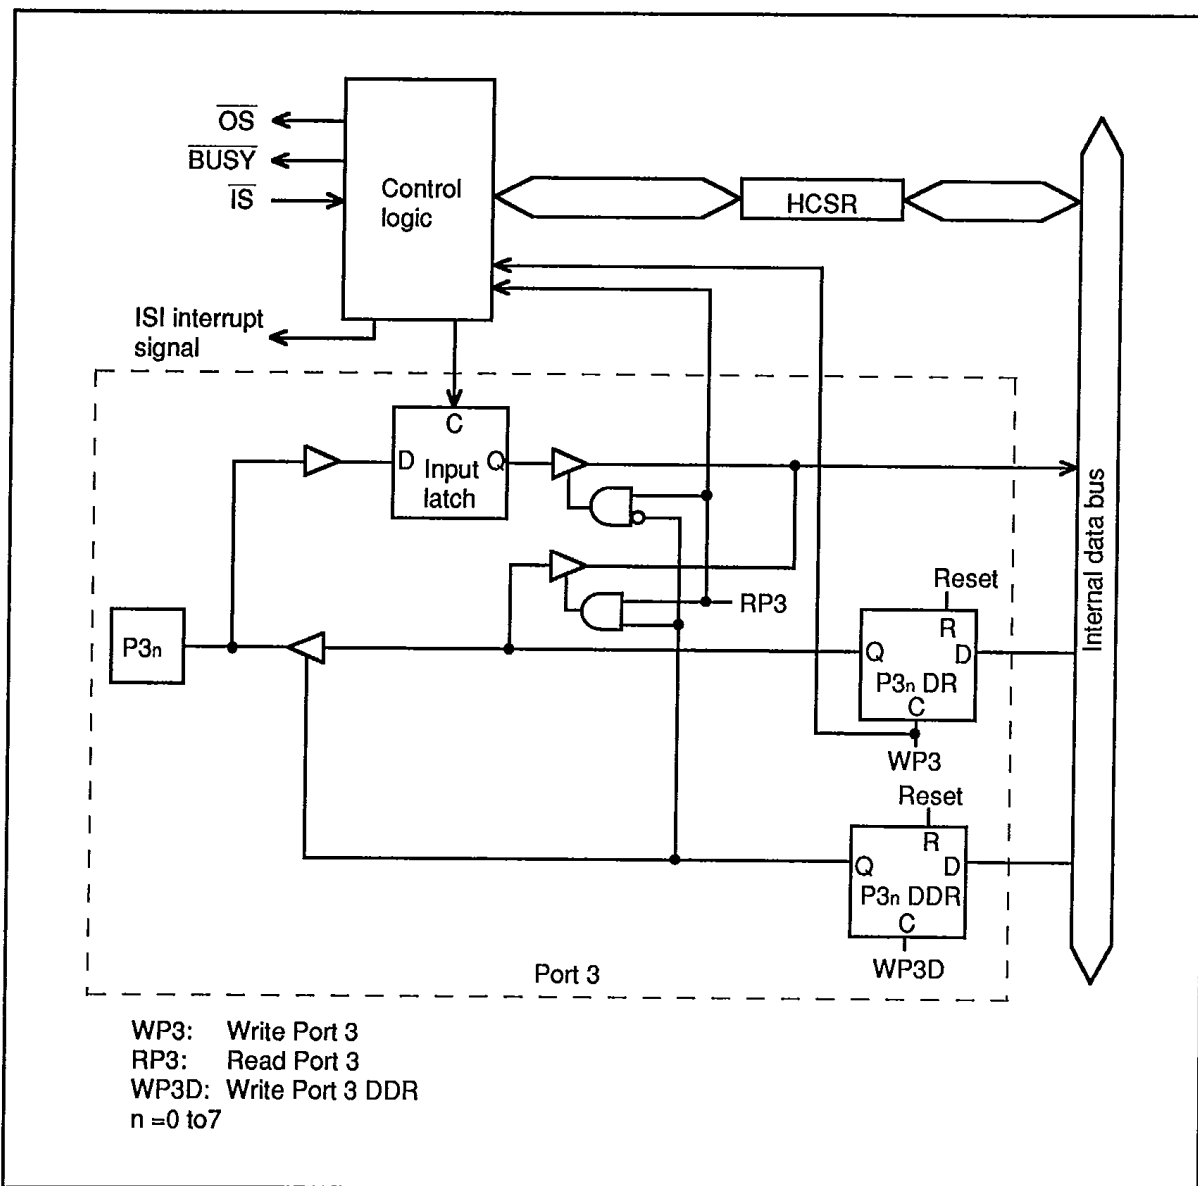 OS
BUSY
IS
Control
logic
HCSR
ISI interrupt
signal
C
D
Q
Input
latch
Internal data bus
RP3
Reset
R
P3n
Q
D
P3n DR
C
WP3
Reset
R
Q
D
P3n DDR
C
WP3D
Port 3
WP3: Write Port 3
RP3: Read Port 3
WP3D: Write Port 3 DDR
n =0 to7